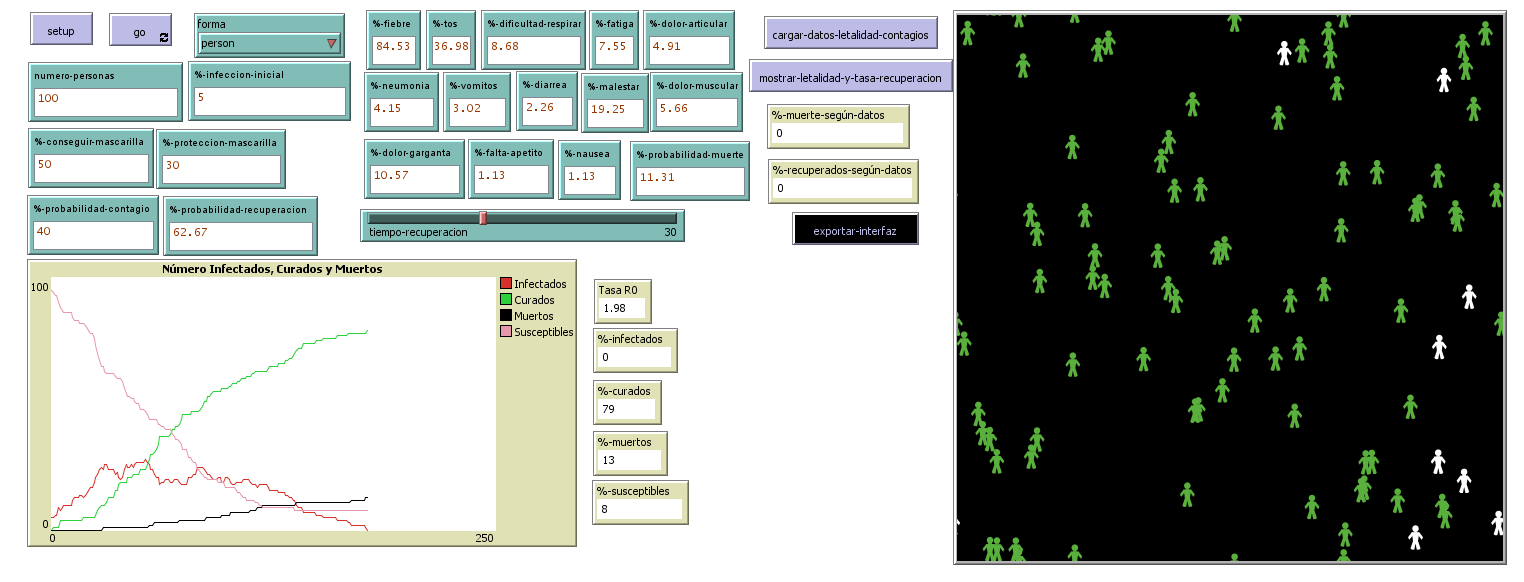 setup
go
forma
person
numero-personas
100
%-infeccion-inicial
5
%-conseguir-mascarilla
50
%-proteccion-mascarilla
30
%-probabilidad-contagio
40
%-probabilidad-recuperacion
62.67
%-fiebre
84.53
%-tos
36.98
%-dificultad-respirar
8.68
%-fatiga
7.55
%-dolor-articular
4.91
%-neumonia
4.15
%-vomitos
3.02
%-diarrea
2.26
%-malestar
19.25
%-dolor-muscular
5.66
%-dolor-garganta
10.57
%-falta-apetito
1.13
%-nausea
1.13
%-probabilidad-muerte
11.31
tiempo-recuperacion 30
cargar-datos-letalidad-contagios
mostrar-letalidad-y-tasa-recuperacion
%-muerte-según-datos
0
%-recuperados-según-datos
0
exportar-interfaz
Número Infectados, Curados y Muertos
100
0
0
250
Infectados
Curados
Muertos
Susceptibles
Tasa R0
1.98
%-infectados
0
%-curados
79
%-muertos
13
%-susceptibles
8